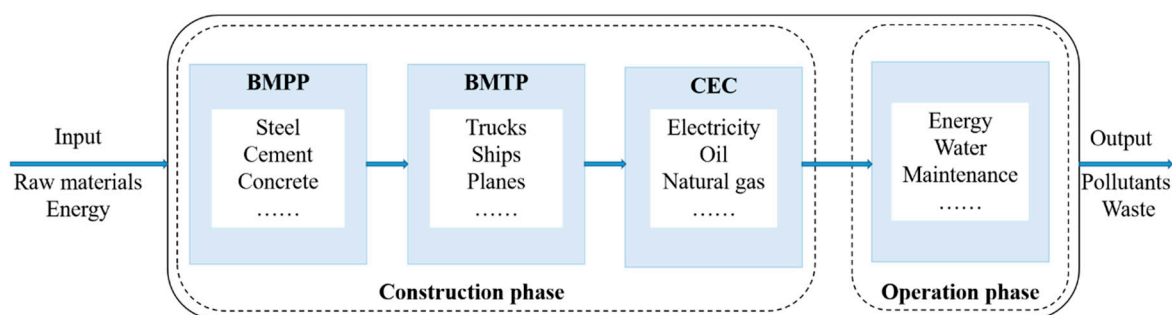 Input
Raw materials
Energy
BMPP
Steel
Cement
Concrete
……
BMTP
Trucks
Ships
Planes
……
CEC
Electricity
Oil
Natural gas
……
Construction phase
Energy
Water
Maintenance
……
Operation phase
Output
Pollutants
Waste